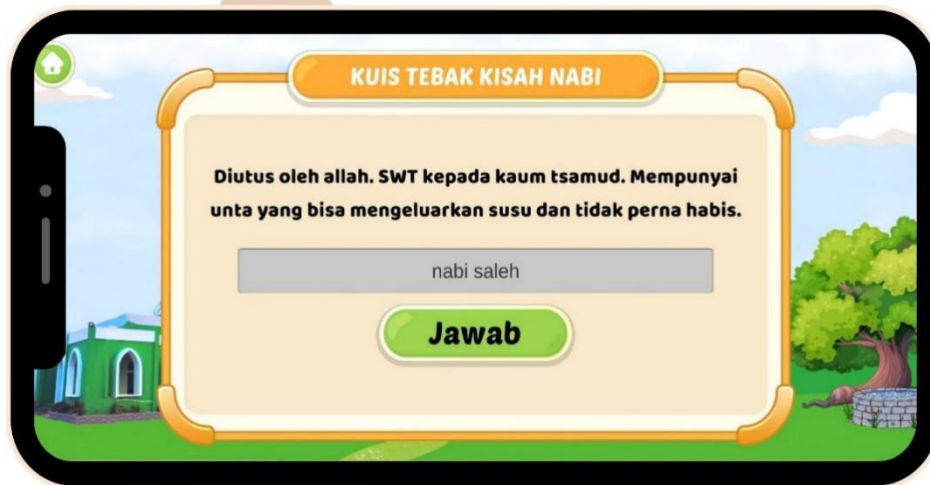 KUIS TEBAK KISAH NABI
Diutus oleh allah. SWT kepada kaum tsamud. Mempunyai
unta yang bisa mengeluarkan susu dan tidak perna habis.
nabi saleh
Jawab